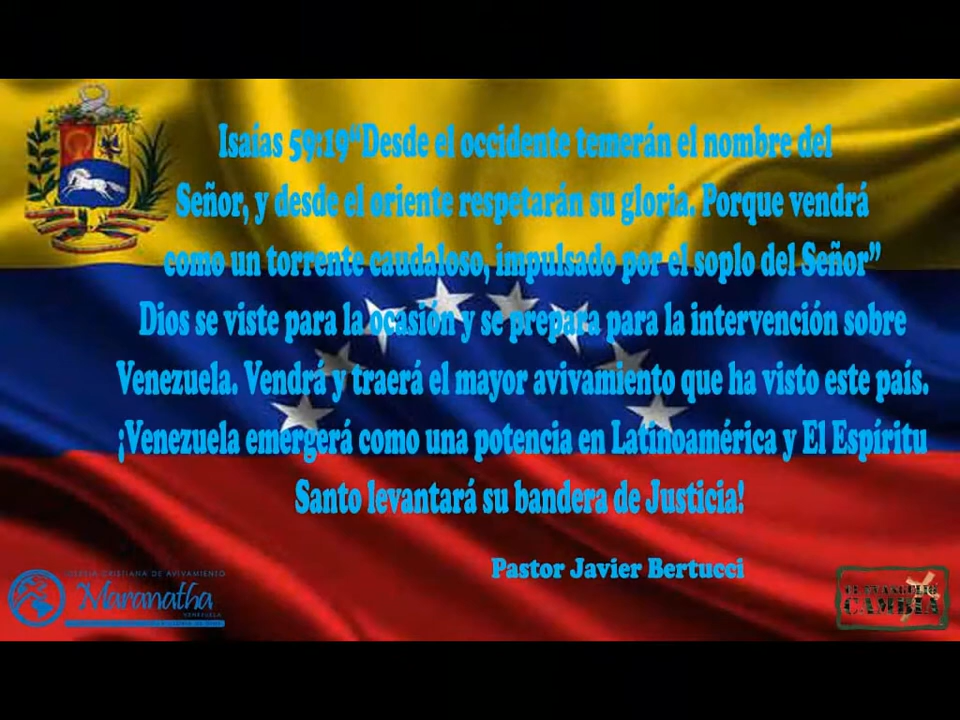 Isaias 59:19"Desde el occidente temerán el nombre del
Señor, y desde el oriente respetarán su gloria. Porque vendrá
como un torrente caudaloso, impulsado por el soplo del Señor"
Dios se viste para la ocasión y se prepara para la intervención sobre
Venezuela. Vendrá y traerá el mayor avivamiento que ha visto este país.
¡Venezuela emergerá como una potencia en Latinoamérica y El Espíritu
Santo levantará su bandera de Justicia!
Pastor Javier Bertucci
IGLESIA CRISTIANA DE AVIVAMIENTO
Maranatha
VENEZUELA
EL EVANGELIO
CAMBIA